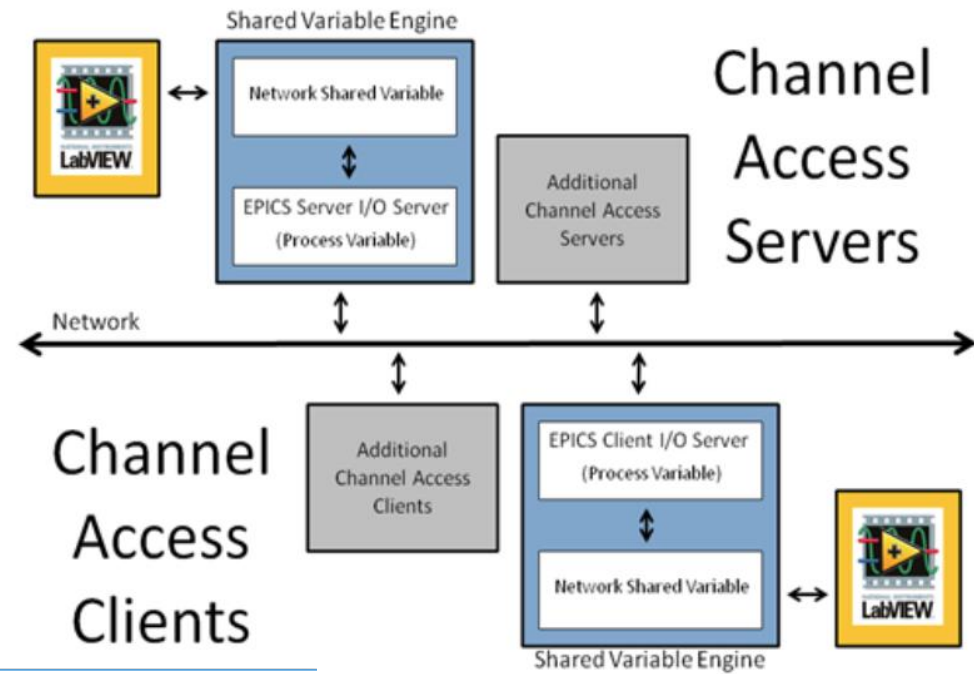 Shared Variable Engine
Network Shared Variable
EPICS Server I/O Server
(Process Variable)
LabVIEW
Additional
Channel Access
Servers
Channel
Access
Servers
Network
Channel
Access
Clients
Additional
Channel Access
Clients
EPICS Client I/O Server
(Process Variable)
Network Shared Variable
NATIONAL INSTRUMENTS
LabVIEW
Shared Variable Engine